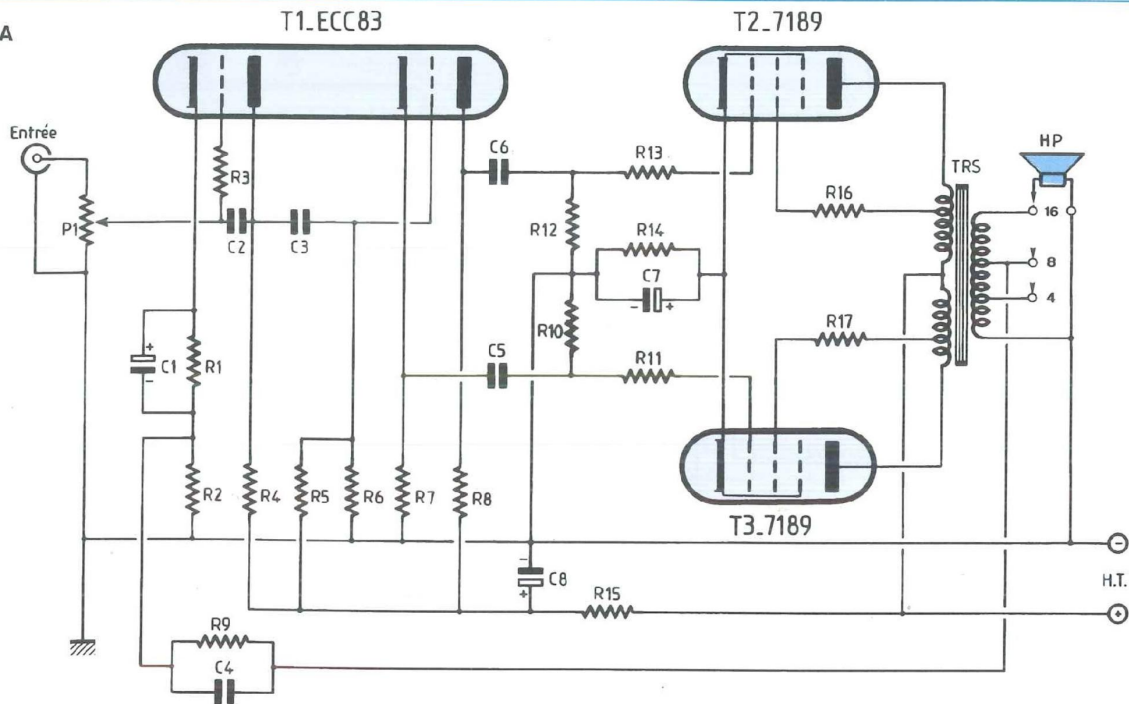 A
T1_ECC83
T2_7189
Entrée
HP
C6
R13
TRS
R3
R16
16
P1
C2
C3
R12
R14
8
C7
- +
4
R10
R17
+
C1
R1
-
C5
R11
R2
R4
R5
R6
R7
R8
T3_7189
-
-
C8
H.T.
+
R15
+
R9
C4